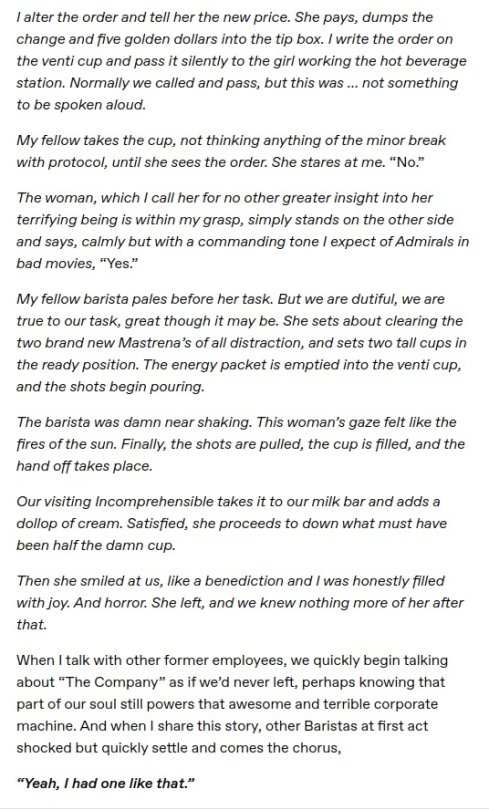 I alter the order and tell her the new price. She pays, dumps the
change and five golden dollars into the tip box. I write the order on
the venti cup and pass it silently to the girl working the hot beverage
station. Normally we called and pass, but this was ... not something
to be spoken aloud.
My fellow takes the cup, not thinking anything of the minor break
with protocol, until she sees the order. She stares at me. “No.”
The woman, which I call her for no other greater insight into her
terrifying being is within my grasp, simply stands on the other side
and says, calmly but with a commanding tone I expect of Admirals in
bad movies, “Yes.”
My fellow barista pales before her task. But we are dutiful, we are
true to our task, great though it may be. She sets about clearing the
two brand new Mastrena’s of all distraction, and sets two tall cups in
the ready position. The energy packet is emptied into the venti cup,
and the shots begin pouring.
The barista was damn near shaking. This woman’s gaze felt like the
fires of the sun. Finally, the shots are pulled, the cup is filled, and the
hand off takes place.
Our visiting Incomprehensible takes it to our milk bar and adds a
dollop of cream. Satisfied, she proceeds to down what must have
been half the damn cup.
Then she smiled at us, like a benediction and I was honestly filled
with joy. And horror. She left, and we knew nothing more of her after
that.
When I talk with other former employees, we quickly begin talking
about “The Company” as if we’d never left, perhaps knowing that
part of our soul still powers that awesome and terrible corporate
machine. And when I share this story, other Baristas at first act
shocked but quickly settle and comes the chorus,
“Yeah, I had one like that.”